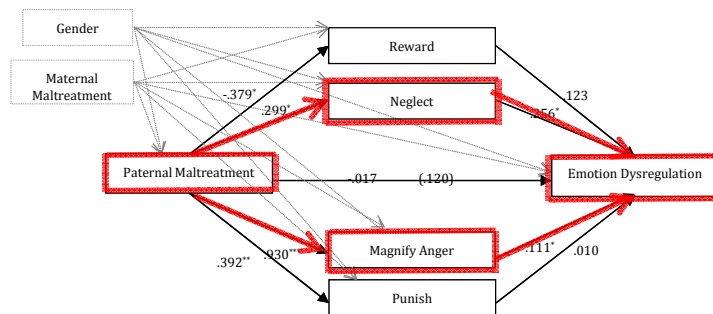 Gender
Reward
Maternal
Maltreatment
-.379*
.123
Neglect
.299*
.256*
Paternal Maltreatment
-.017
(.120)
Emotion Dysregulation
Magnify Anger
.392**
.930**
.111*
.010
Punish